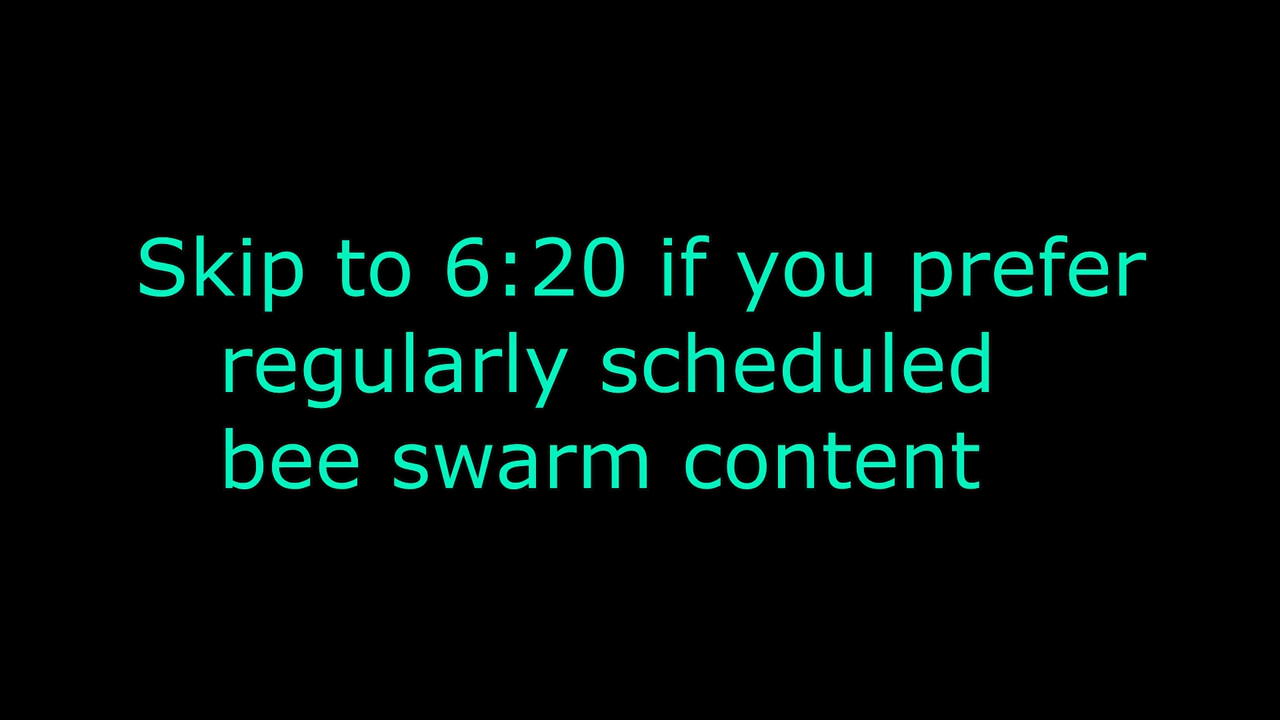 Skip to 6:20 if you prefer
regularly scheduled
bee swarm content